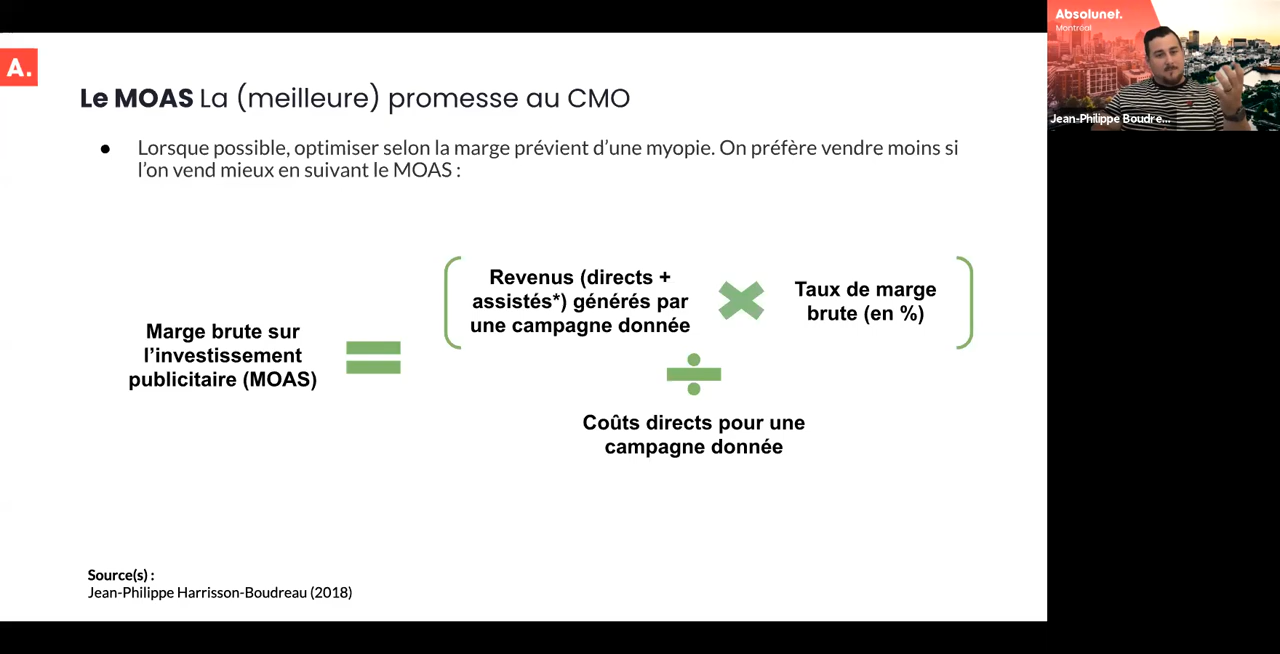 A.
Le MOAS La (meilleure) promesse au CMO
● Lorsque possible, optimiser selon la marge prévient d’une myopie. On préfère vendre moins si
l’on vend mieux en suivant le MOAS :
Marge brute sur
l’investissement
publicitaire (MOAS)
Revenus (directs +
assistés*) générés par
une campagne donnée
Taux de marge
brute (en %)
Coûts directs pour une
campagne donnée
Source(s) :
Jean-Philippe Harrisson-Boudreau (2018)
Absolunet.
Montréal
Jean-Philippe Boudre...